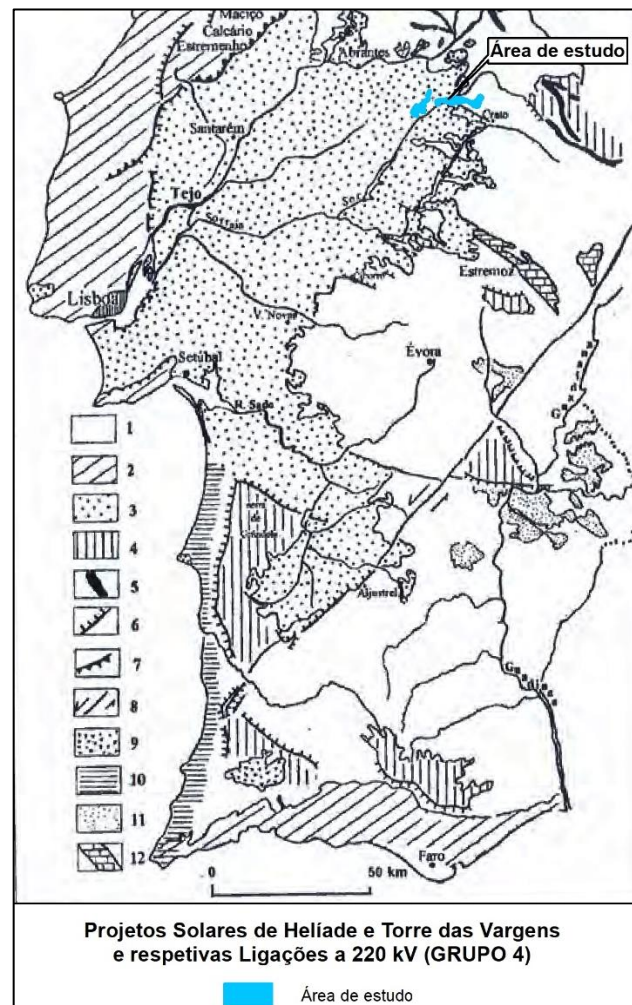 Maciço
Calcário
Estremenho
Abrantes
Área de estudo
Crato
Santarém
Tejo
Sor
Sorraia
Lisboa
Estremoz
V. Novas
Évora
Setúbal
R. Sado
Guadiana
1
2
3
4
5
6
7
8
9
10
11
12
Aljustrel
Guadiana
Faro
0
50 km
Projetos Solares de Helíade e Torre das Vargens
e respetivas Ligações a 220 kV (GRUPO 4)
Área de estudo